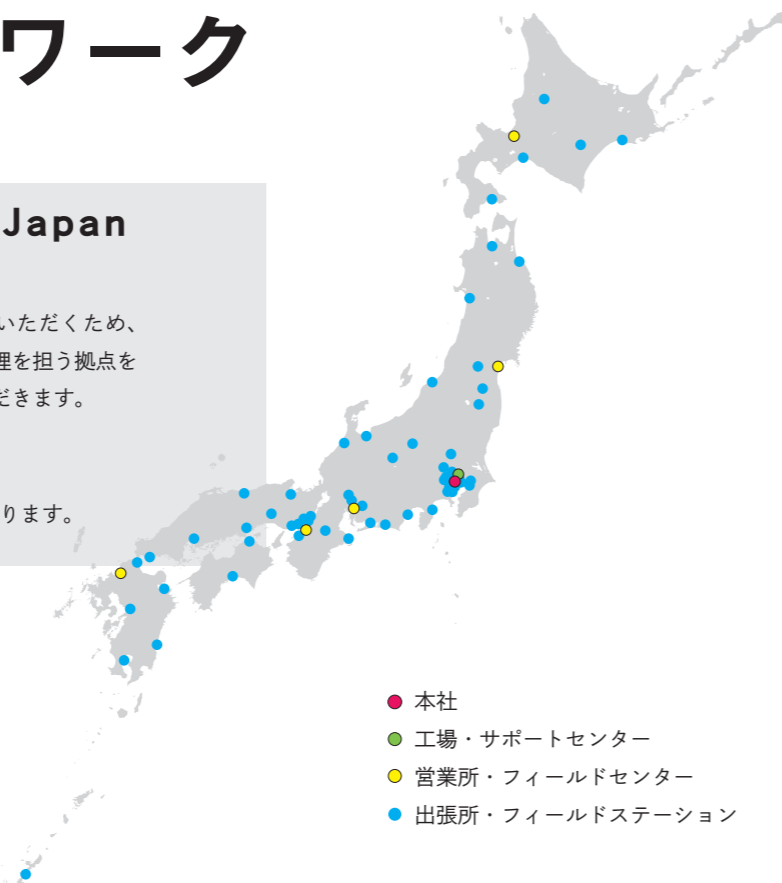 ワーク
Japan
いただくため、
理を担う拠点を
だきます。
ります。
本社
工場・サポートセンター
営業所・フィールドセンター
出張所・フィールドステーション